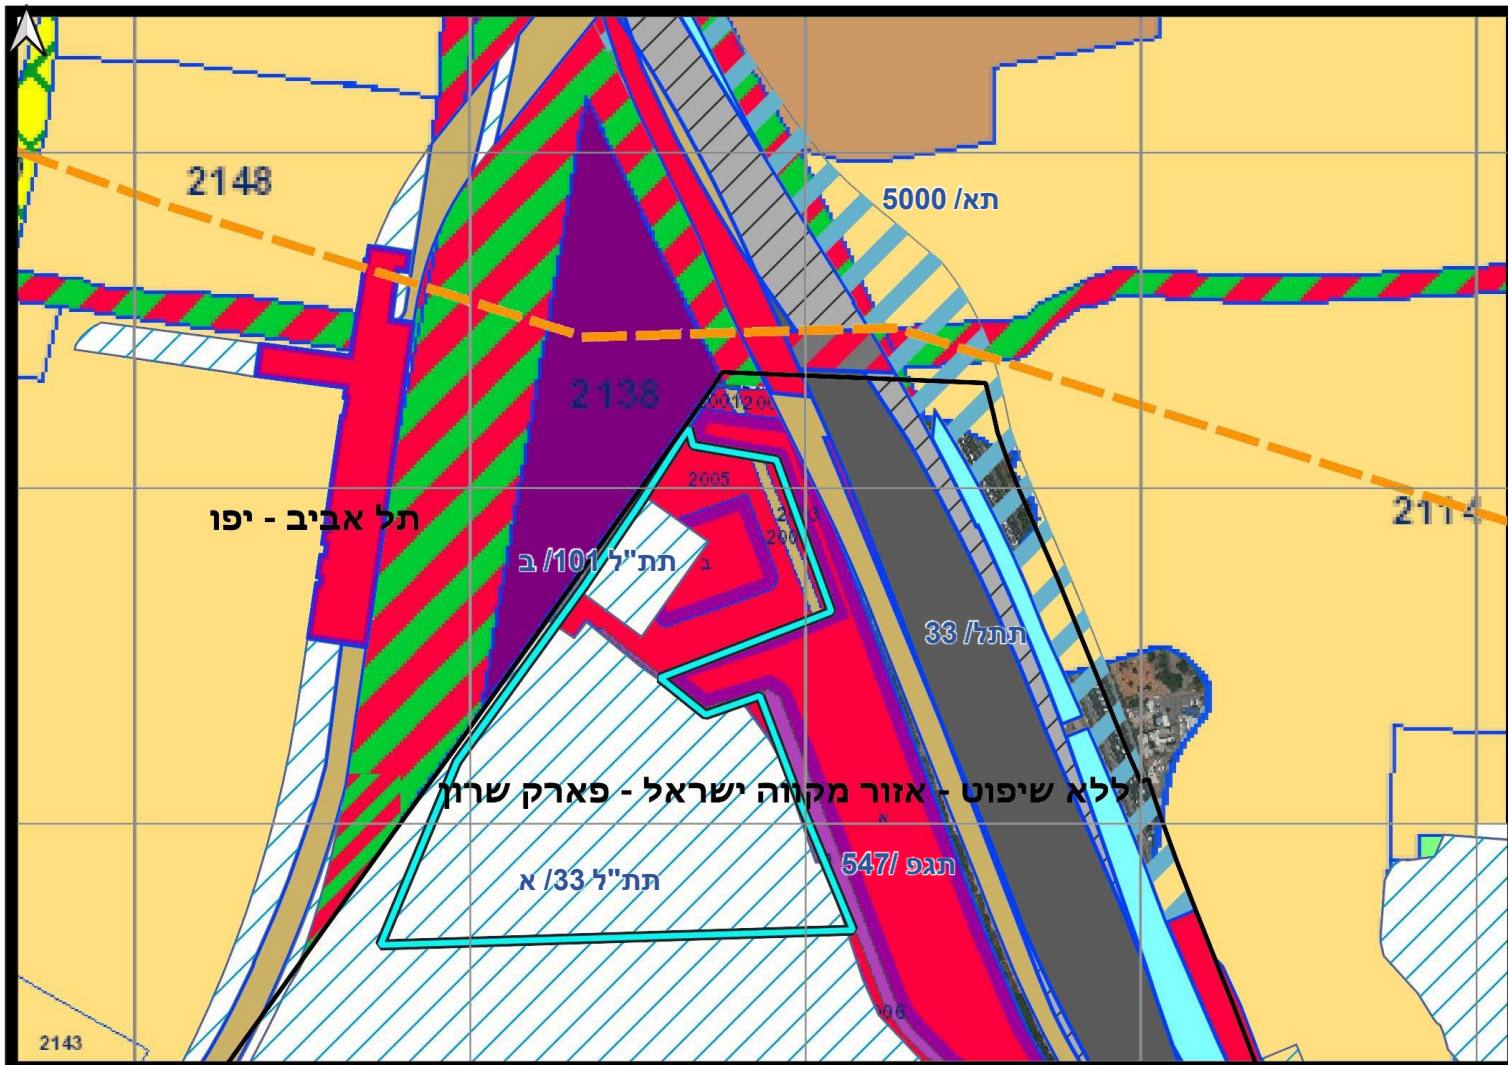 2148
תא/ 5000
2138
2005
2114
תל אביב - יפו
תת"ל 101/ ב
ב
תתל/ 33
ללא שיפוט - אזור מקווה ישראל - פארק שרון
א
תגפ/ 547
תת"ל 33/ א
2143